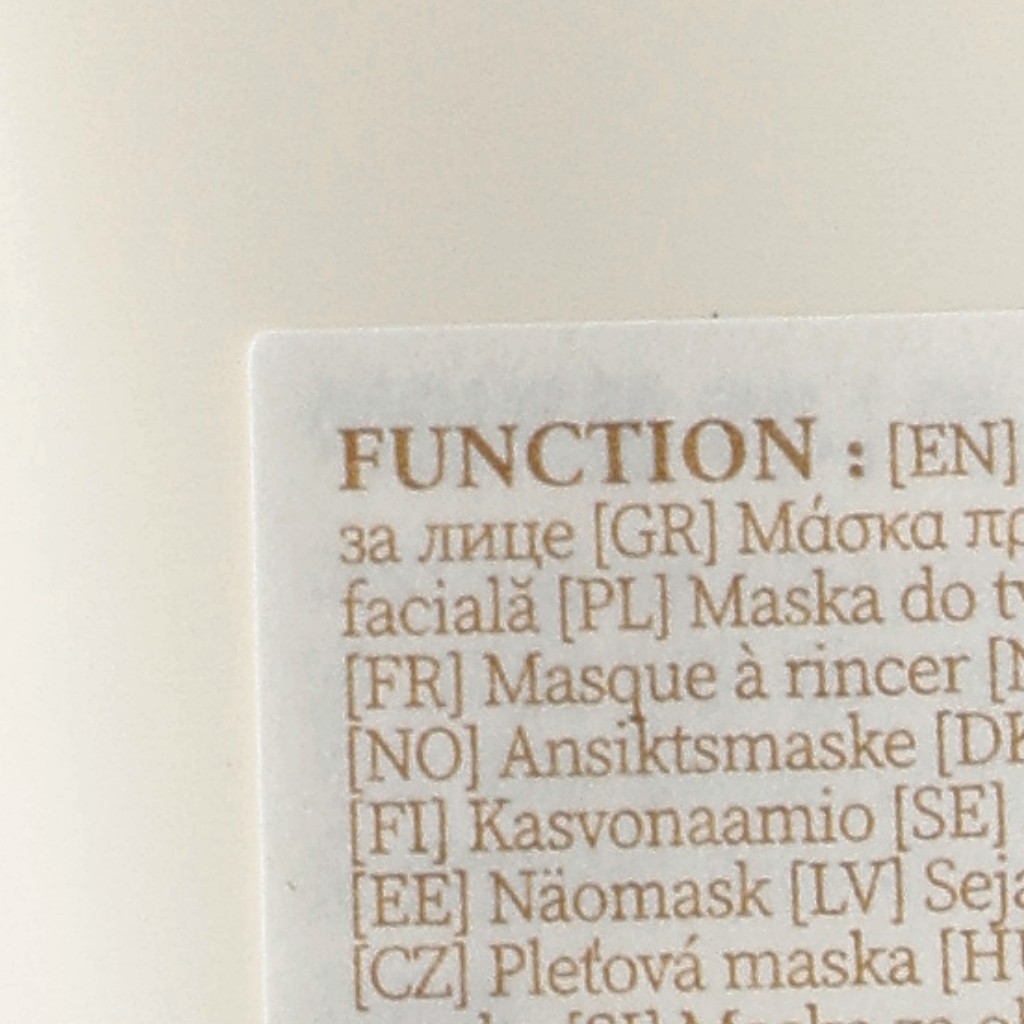 FUNCTION : [EN]
за лице [GR] Μάσκα
facială [PL] Maska do
[FR] Masque à rincer
[NO] Ansiktsmaske
[FI] Kasvonaamio [SE]
[EE] Näomask [LV]
[CZ] Pleťová maska